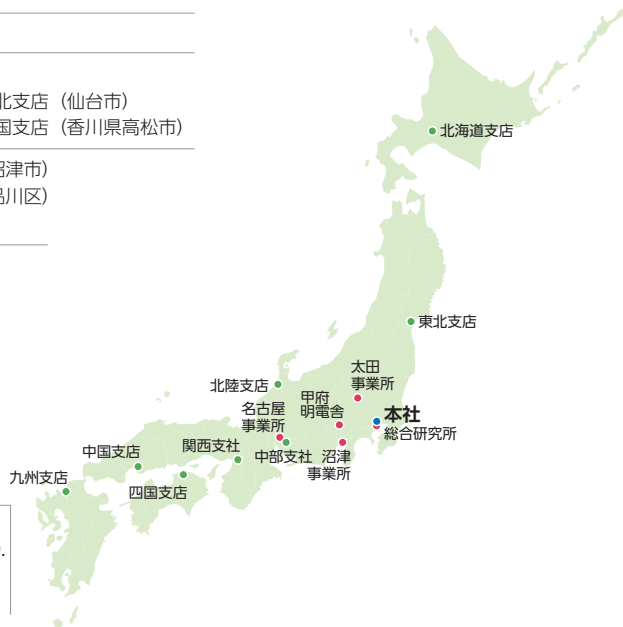 北支店（仙台市）
国支店（香川県高松市）
沼津市）
品川区）
北海道支店
東北支店
太田
事業所
北陸支店
甲府
明電舎
名古屋
事業所
本社
総合研究所
関西支社
中部支社
沼津
事業所
中国支店
四国支店
九州支店